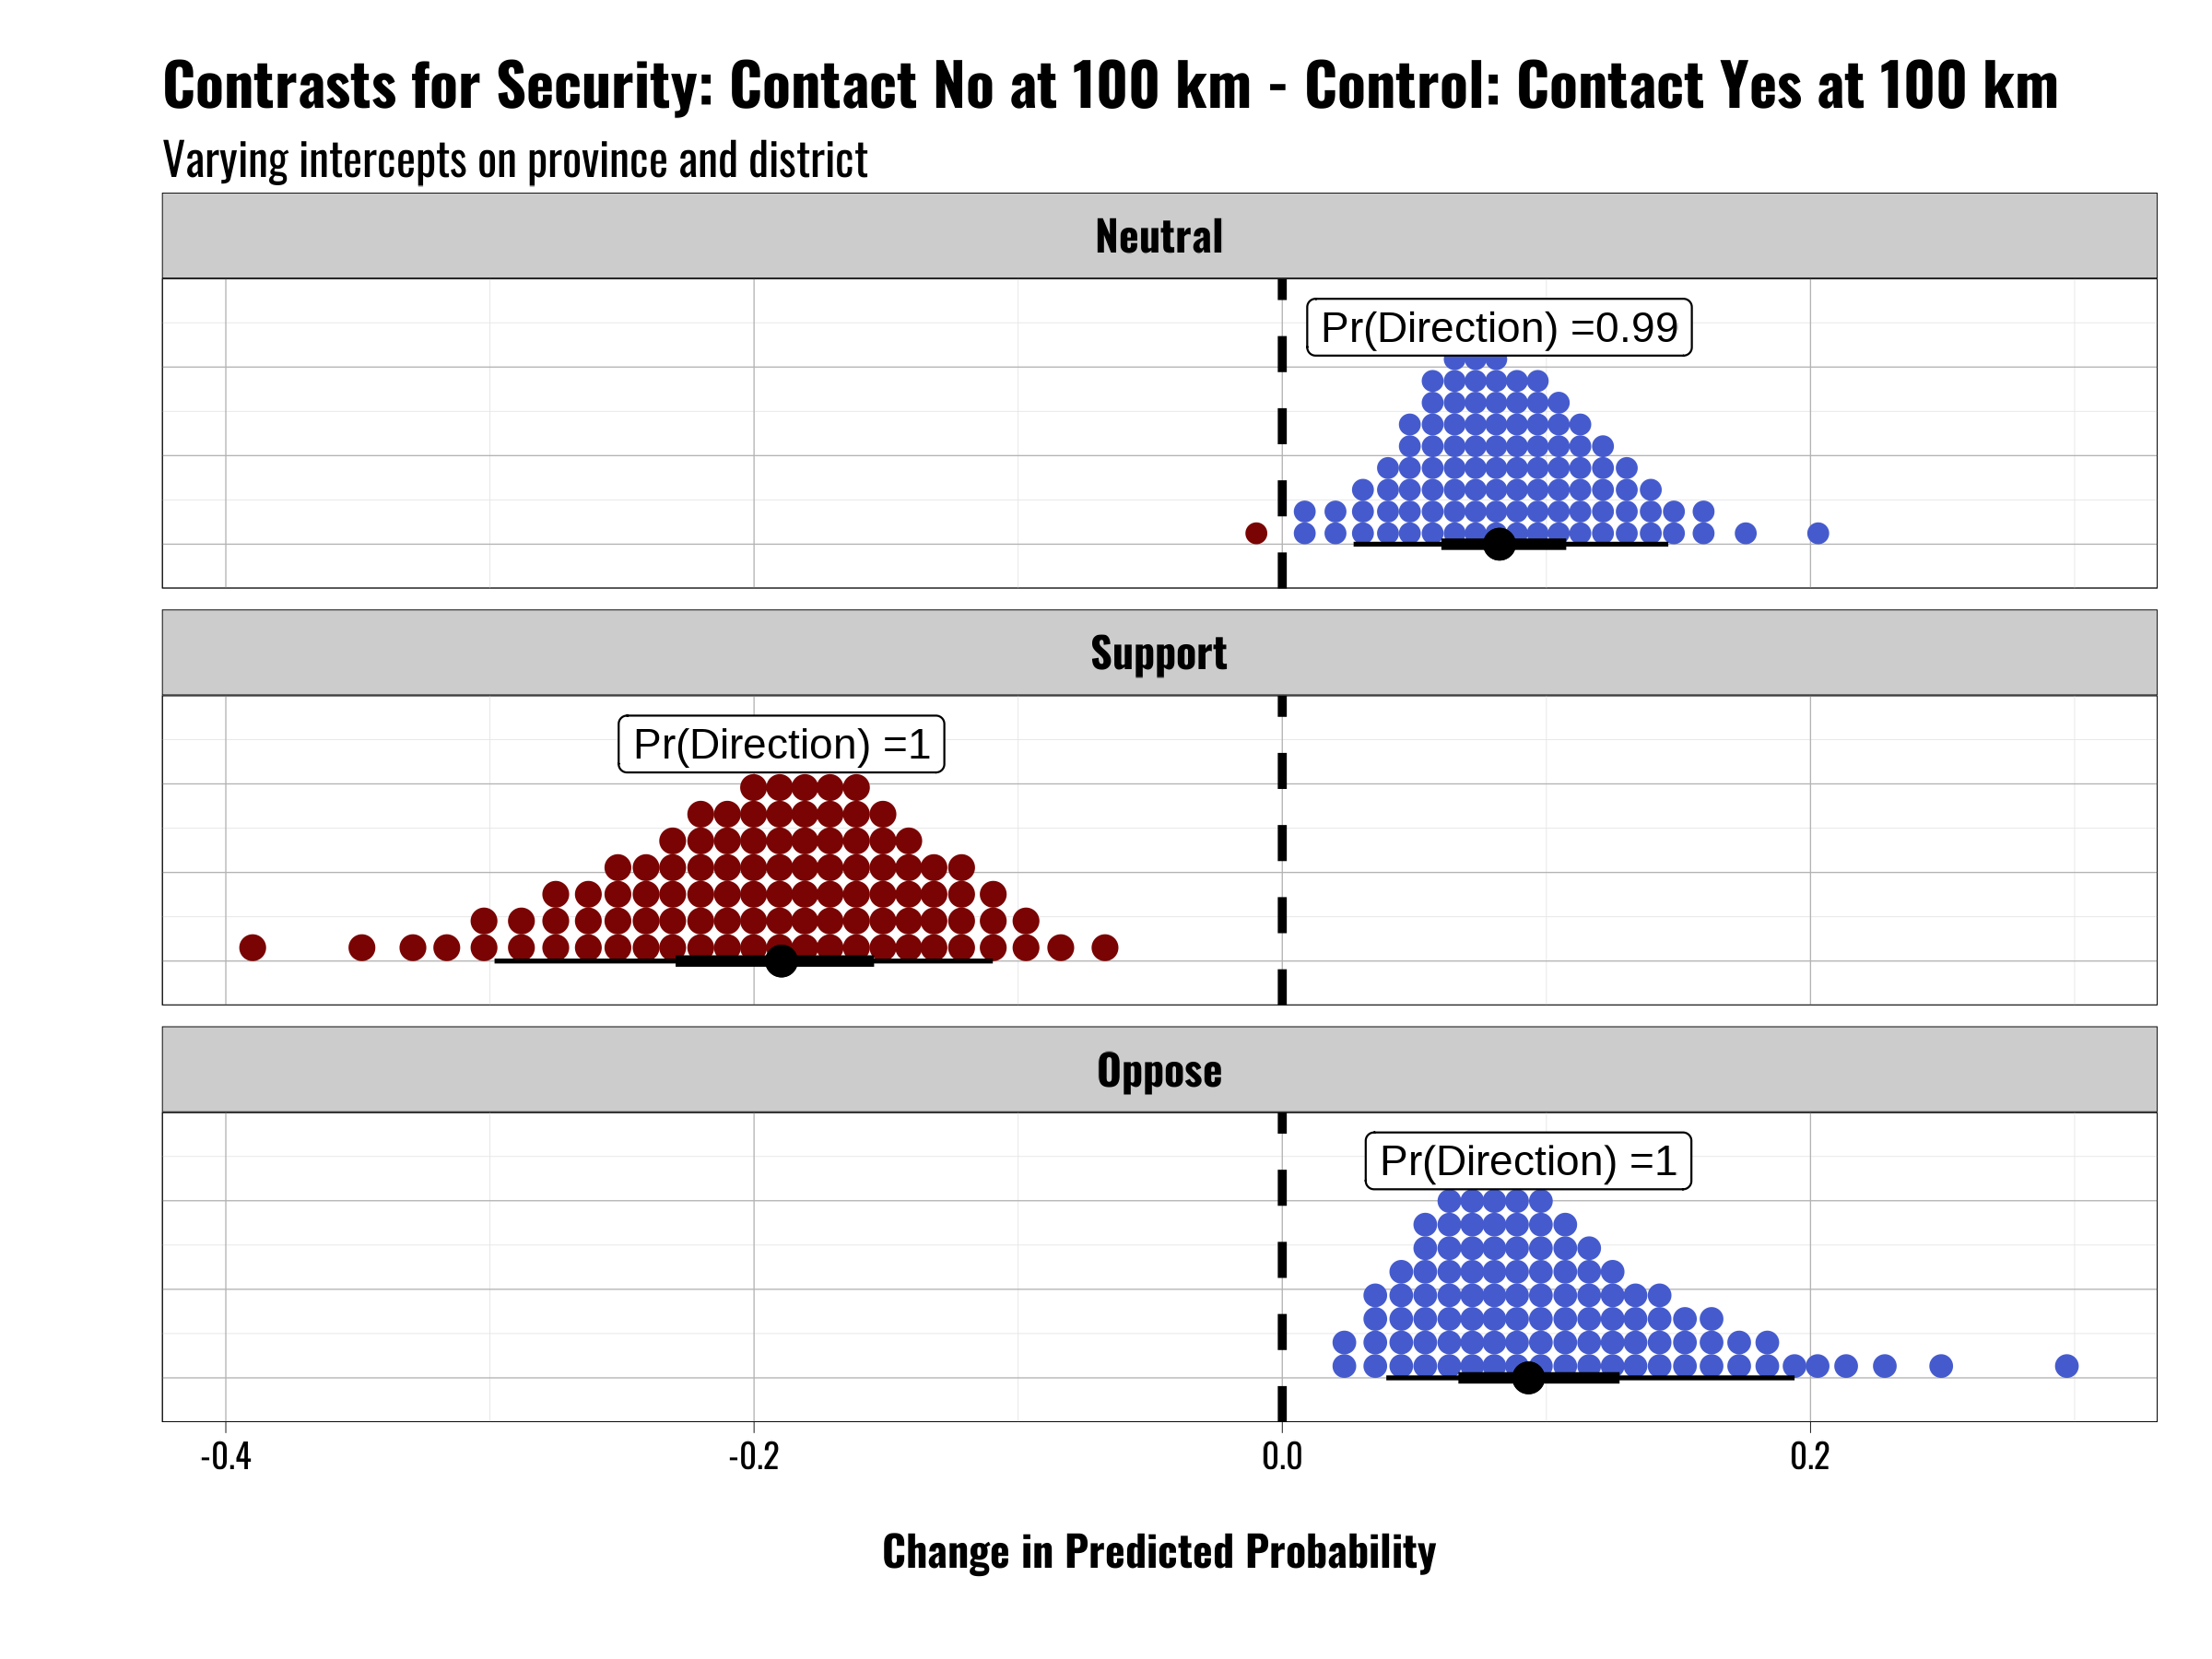 Contrasts for Security: Contact No at 100 km - Control: Contact Yes at 100 km
Varying intercepts on province and district
Neutral
Pr(Direction) =0.99
Support
Pr(Direction) =1
Oppose
Pr(Direction) =1
-0.4 -0.2 0.0 0.2
Change in Predicted Probability